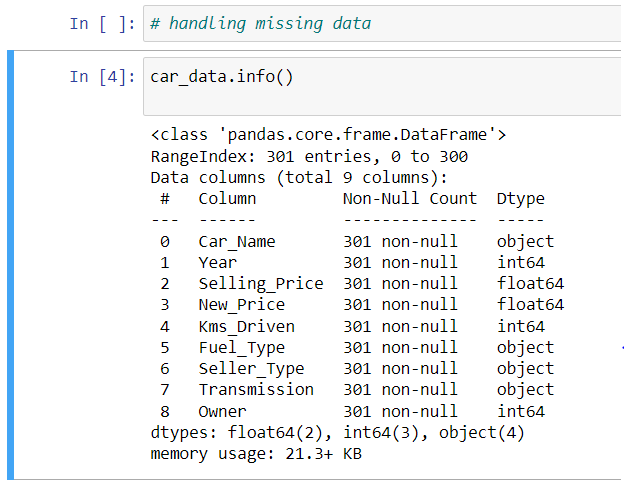 In [ ]: # handling missing data
In [4]: car_data.info()
<class 'pandas.core.frame.DataFrame'>
RangeIndex: 301 entries, 0 to 300
Data columns (total 9 columns):
 #   Column         Non-Null Count  Dtype
---  ------         --------------  -----
 0   Car_Name       301 non-null    object
 1   Year           301 non-null    int64
 2   Selling_Price  301 non-null    float64
 3   New_Price      301 non-null    float64
 4   Kms_Driven     301 non-null    int64
 5   Fuel_Type      301 non-null    object
 6   Seller_Type    301 non-null    object
 7   Transmission   301 non-null    object
 8   Owner          301 non-null    int64
dtypes: float64(2), int64(3), object(4)
memory usage: 21.3+ KB